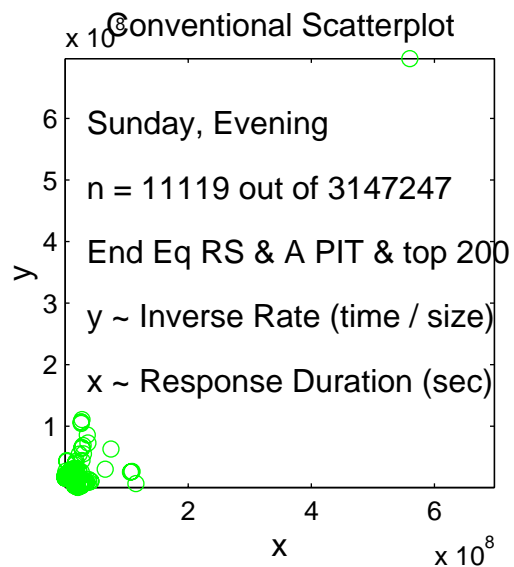 Conventional Scatterplot
x 10^8
6
Sunday, Evening
5
n = 11119 out of 3147247
4
End Eq RS & A PIT & top 200
y
3
y ~ Inverse Rate (time / size)
2
x ~ Response Duration (sec)
1
2 4 6
x
x 10^8